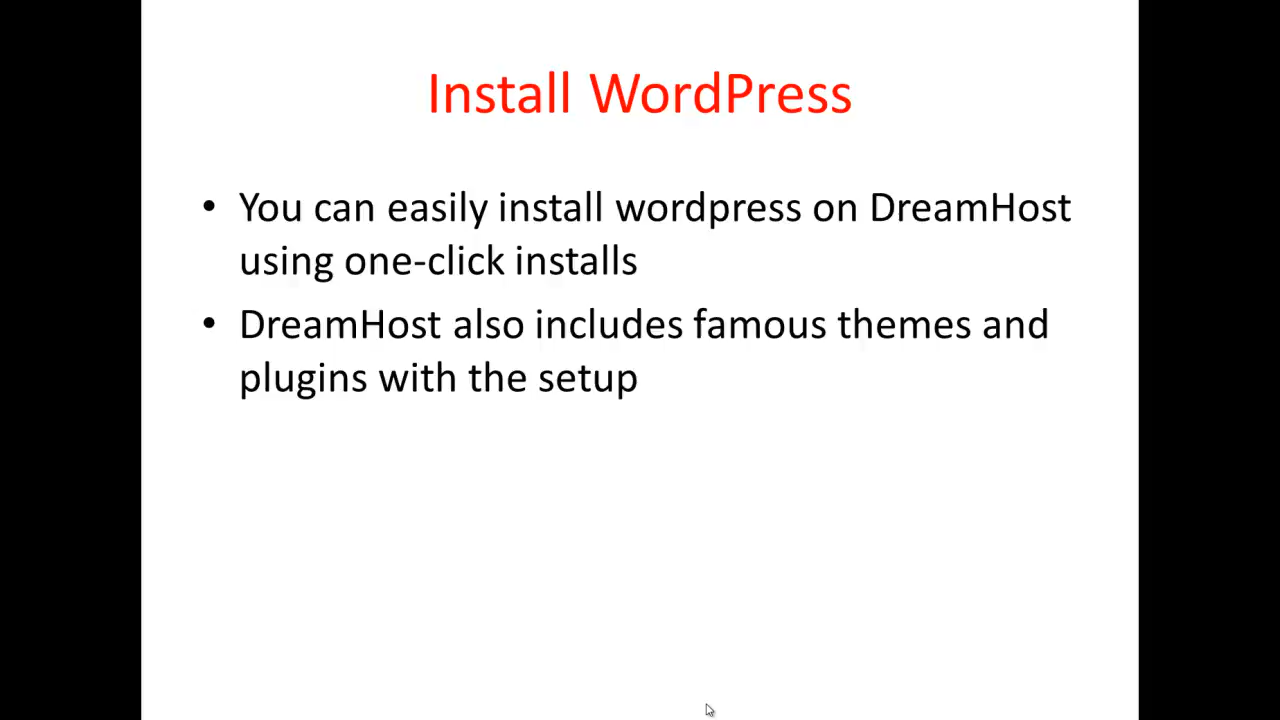 Install WordPress
• You can easily install wordpress on DreamHost
using one-click installs
• DreamHost also includes famous themes and
plugins with the setup